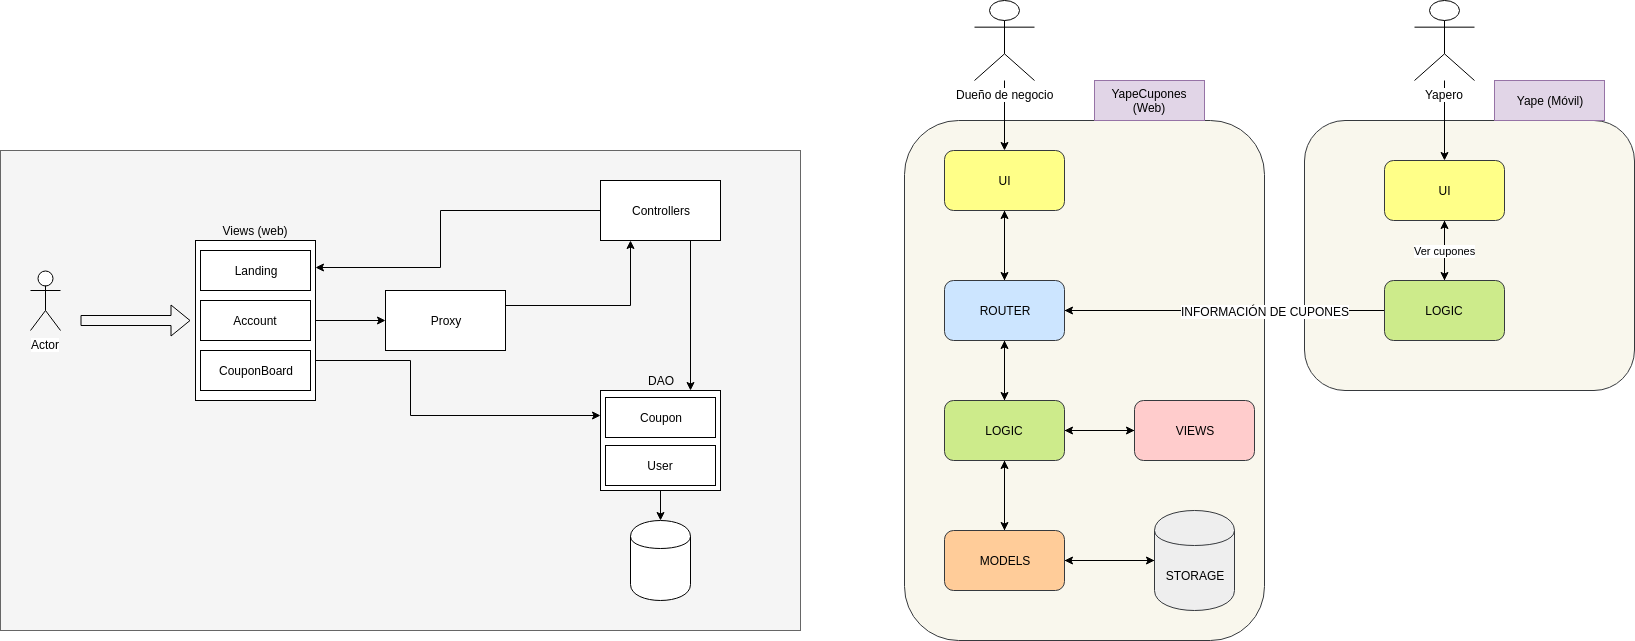 Actor
Views (web)
Landing
Account
CouponBoard
Proxy
Controllers
DAO
Coupon
User
Dueño de negocio
YapeCupones
(Web)
UI
ROUTER
LOGIC
VIEWS
MODELS
STORAGE
INFORMACIÓN DE CUPONES
Yapero
Yape (Móvil)
UI
Ver cupones
LOGIC